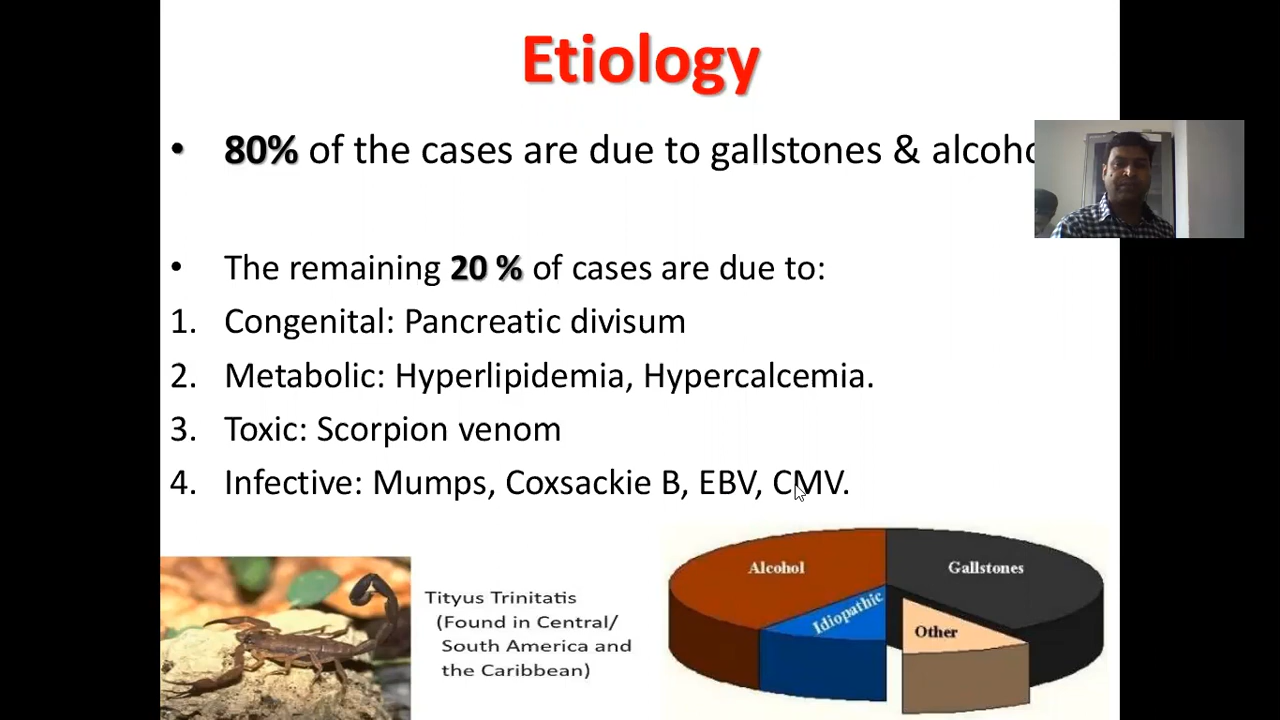 Etiology
• 80% of the cases are due to gallstones &
• The remaining 20 % of cases are due to:
1. Congenital: Pancreatic divisum
2. Metabolic: Hyperlipidemia, Hypercalcemia.
3. Toxic: Scorpion venom
4. Infective: Mumps, Coxsackie B, EBV, CMV.
Tityus Trinitatis
(Found in Central/
South America and
the Caribbean)
Alcohol
Gallstones
Idiopathic
Other